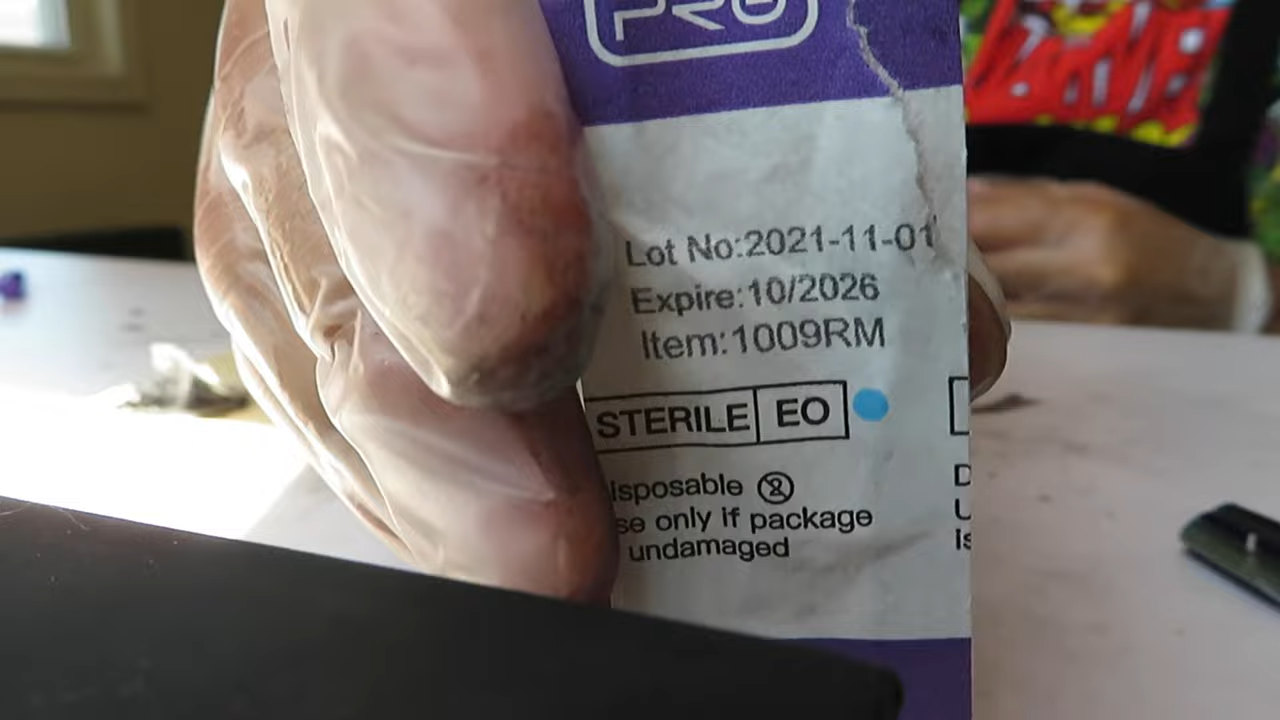 PRO
Lot No:2021-11-01
Expire:10/2026
Item:1009RM
STERILE EO
isposable 2
se only if package
undamaged